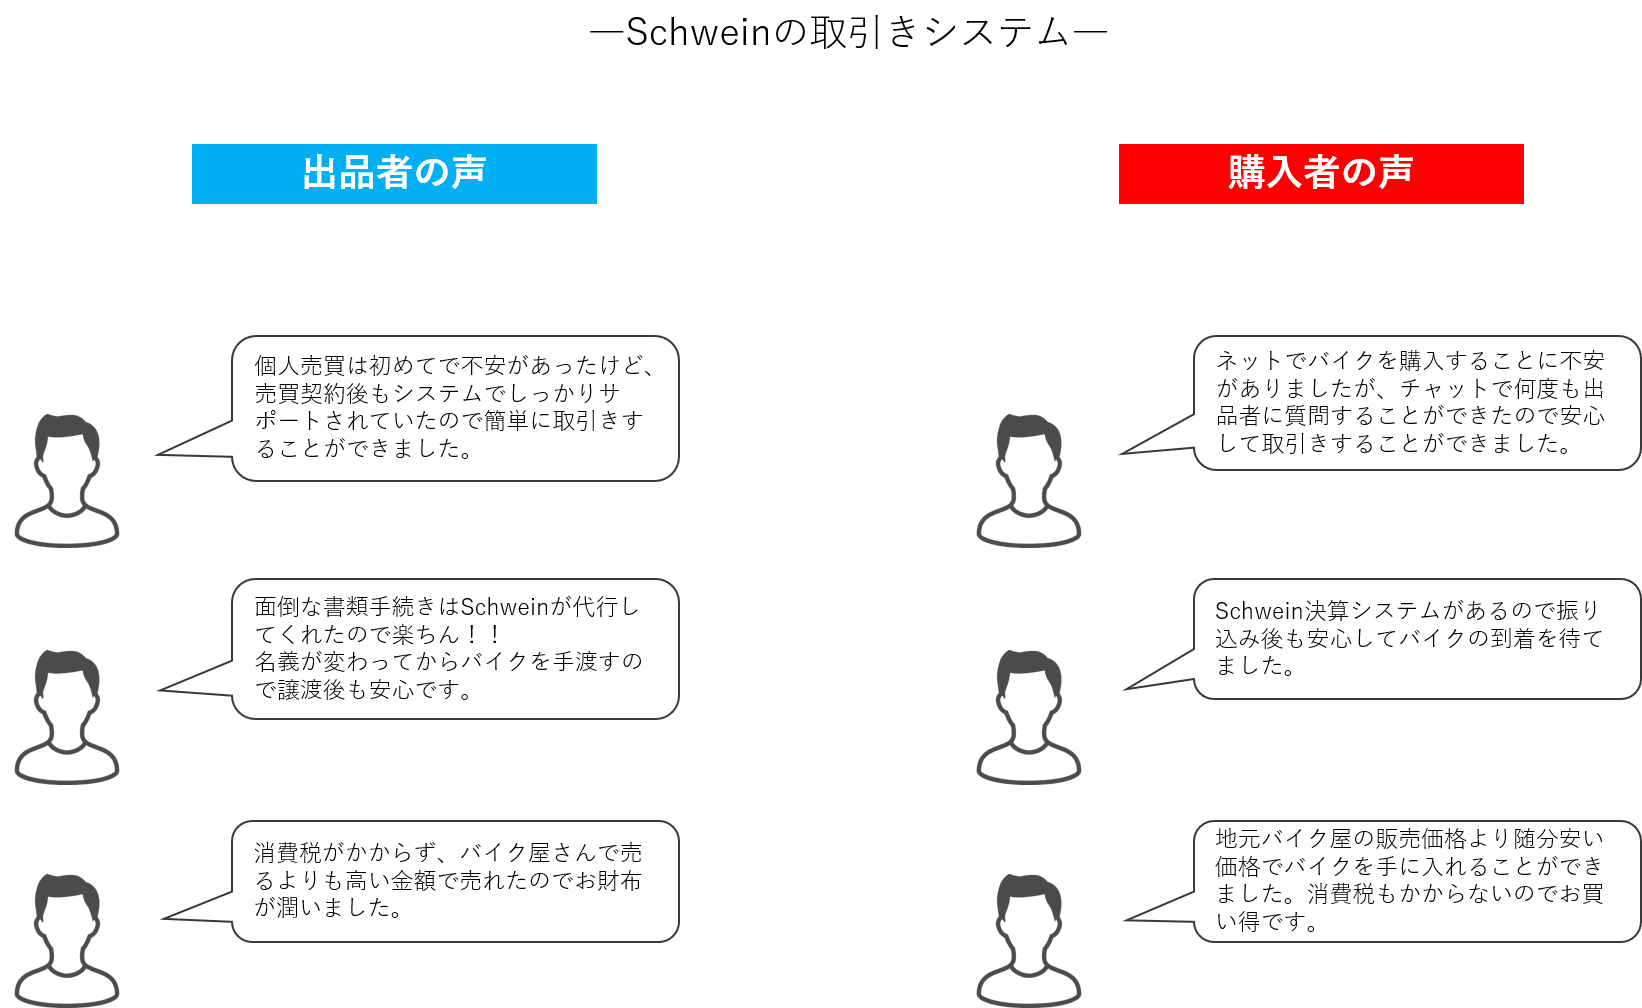 ―Schweinの取引きシステム―
出品者の声
個人売買は初めてで不安があったけど、
売買契約後もシステムでしっかりサ
ポートされていたので簡単に取引きす
ることができました。
面倒な書類手続きはSchweinが代行し
てくれたので楽ちん！！
名義が変わってからバイクを手渡すの
で譲渡後も安心です。
消費税がかからず、バイク屋さんで売
るよりも高い金額で売れたのでお財布
が潤いました。
購入者の声
ネットでバイクを購入することに不安
がありましたが、チャットで何度も出
品者に質問することができたので安心
して取引きすることができました。
Schwein決算システムがあるので振り
込み後も安心してバイクの到着を待て
ました。
地元バイク屋の販売価格より随分安い
価格でバイクを手に入れることができ
ました。消費税もかからないのでお買
い得です。